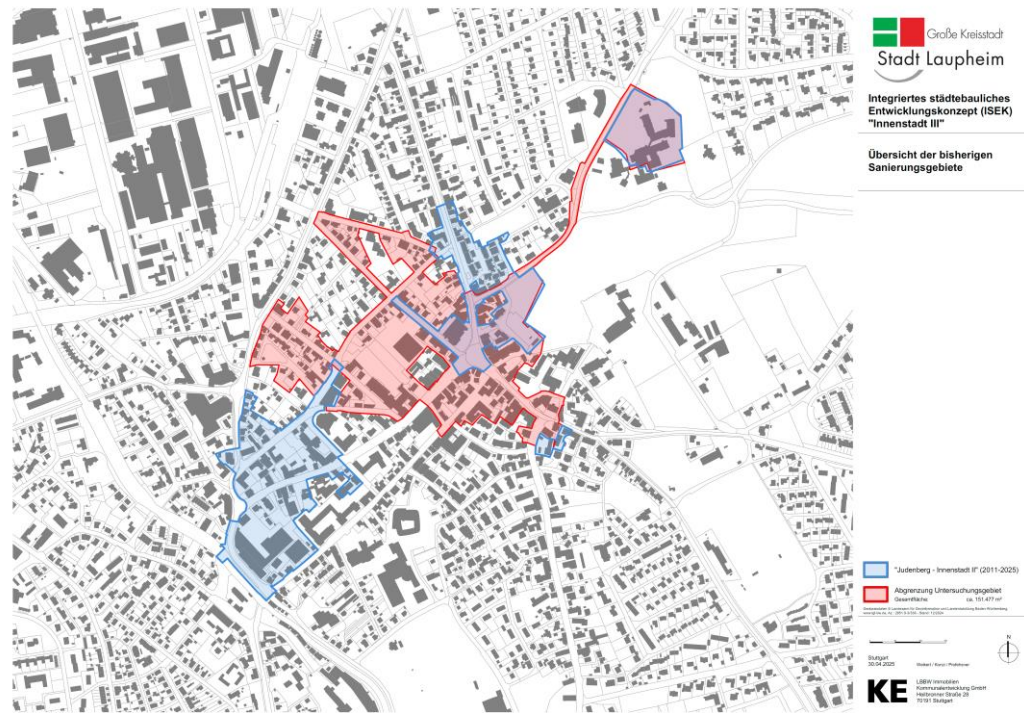 Große Kreisstadt
Stadt Laupheim
Integriertes städtebauliches
Entwicklungskonzept (ISEK)
"Innenstadt III"
Übersicht der bisherigen
Sanierungsgebiete
"Judenberg - Innenstadt II" (2011-2025)
Abgrenzung Untersuchungsgebiet
Gesamtfläche: ca. 151.477 m²
N
Stuttgart
30.04.2025
KE
LBBW Immobilien
Kommunalentwicklung GmbH
Heilbronner Straße 28
70191 Stuttgart